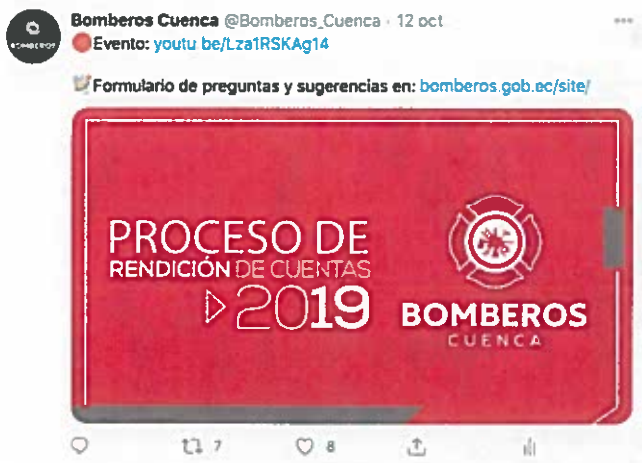 Bomberos Cuenca @Bomberos_Cuenca · 12 oct
Evento: youtu be/Lza1RSKAg14
Formulario de preguntas y sugerencias en: bomberos.gob.ec/site/
PROCESO DE
RENDICIÓN DE CUENTAS
2019
BOMBEROS
CUENCA
7 8